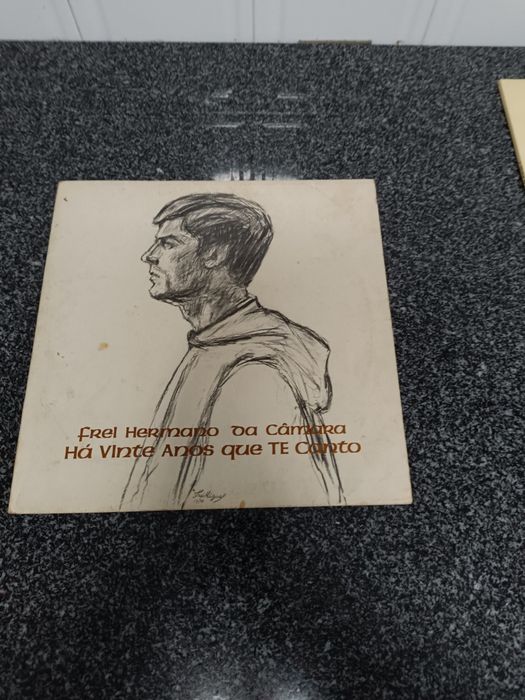 Frei Hermano da Câmara
Há Vinte Anos que TE Canto